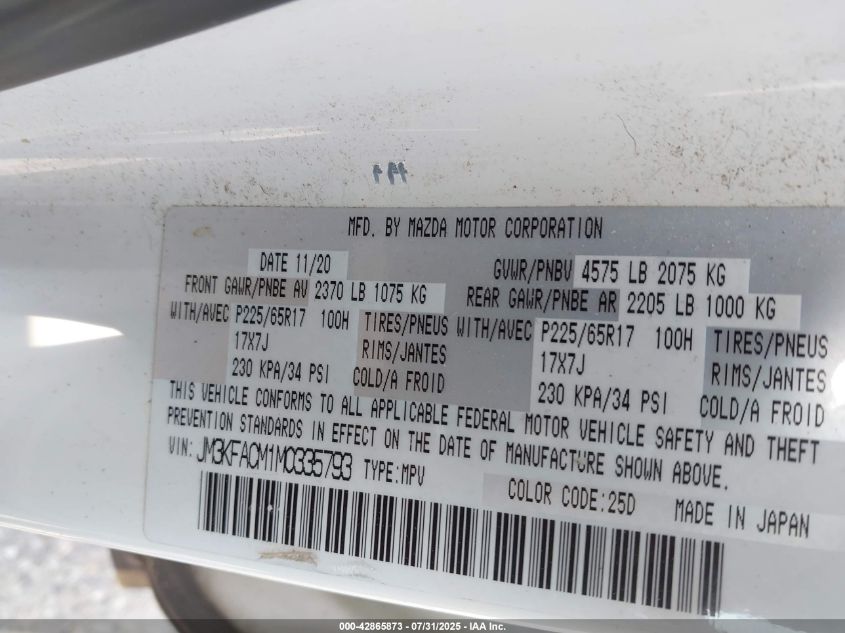 MFD. BY MAZDA MOTOR CORPORATION
DATE 11/20 GVWR/PNBV 4575 LB 2075 KG
FRONT GAWR/PNBE AV 2370 LB 1075 KG REAR GAWR/PNBE AR 2205 LB 1000 KG
WITH/AVEC P225/65R17 100H TIRES/PNEUS WITH/AVEC P225/65R17 100H TIRES/PNEUS
17X7J RIMS/JANTES 17X7J RIMS/JANTES
230 KPA/34 PSI COLD/A FROID 230 KPA/34 PSI COLD/A FROID
THIS VEHICLE CONFORMS TO ALL APPLICABLE FEDERAL MOTOR VEHICLE SAFETY AND THEFT
PREVENTION STANDARDS IN EFFECT ON THE DATE OF MANUFACTURE SHOWN ABOVE.
VIN: JM3KFACM1M0335793 TYPE:MPV
COLOR CODE:25D MADE IN JAPAN
000-42865873 - 07/31/2025 - IAA Inc.